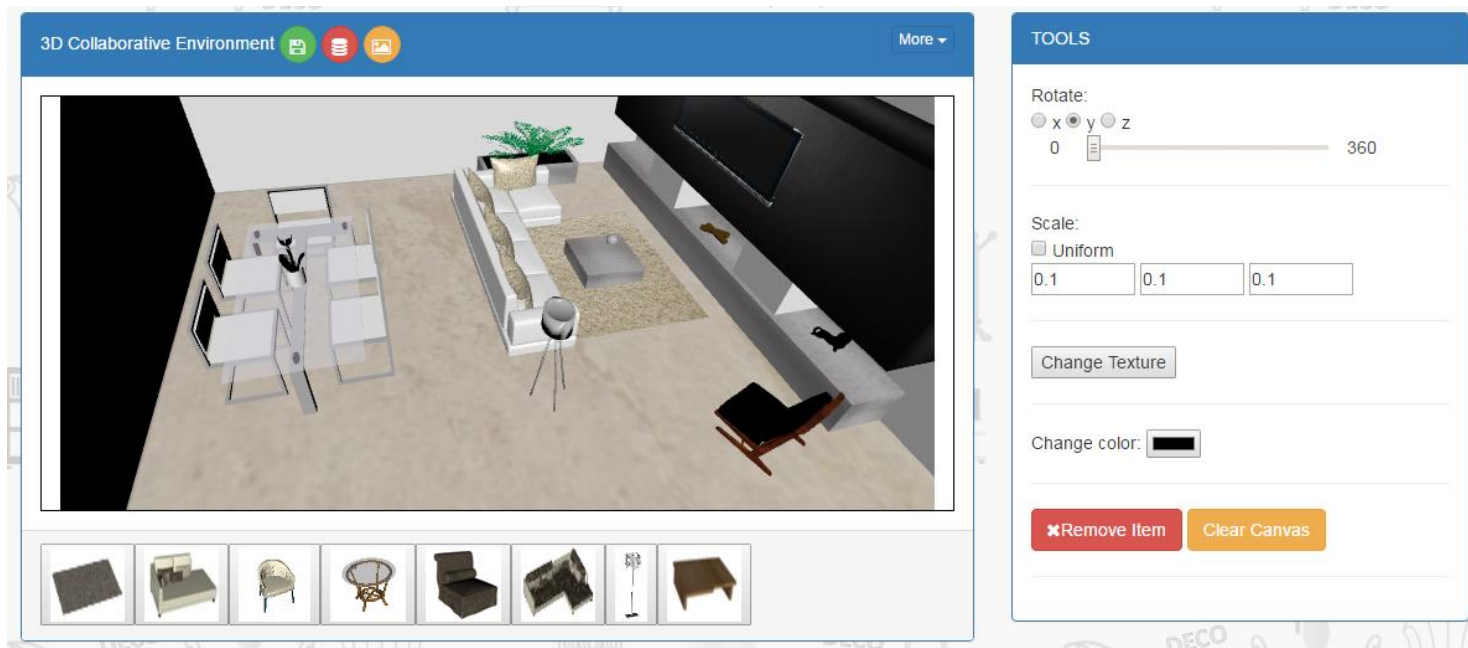 3D Collaborative Environment
More
TOOLS
Rotate:
x y z
0 360
Scale:
Uniform
0.1 0.1 0.1
Change Texture
Change color:
Remove Item Clear Canvas
DECO